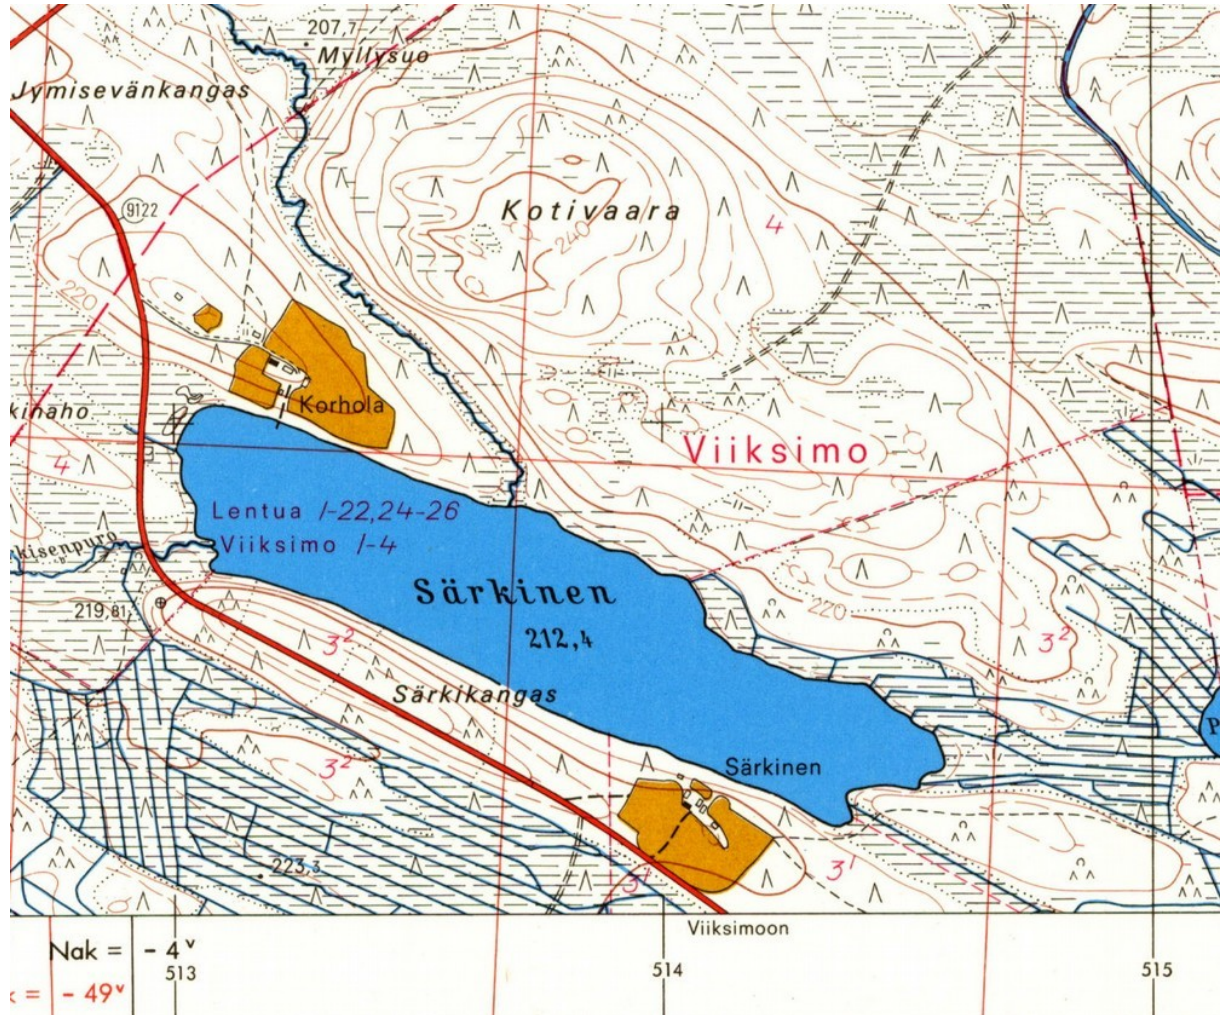 207,7
Myllysuo
Jymisevänkangas
9122
Kotivaara
240
4
220
Korhola
kinaho
4
Viiksimo
Lentua 1-22,24-26
Viiksimo 1-4
kisenpuro
Särkinen
212,4
219,81
220
3²
3²
Särkikangas
3²
Särkinen
P
223,3
3¹
3¹
Viiksimoon
Nak = - 4ᵛ
513
514
515
k = - 49ᵛ